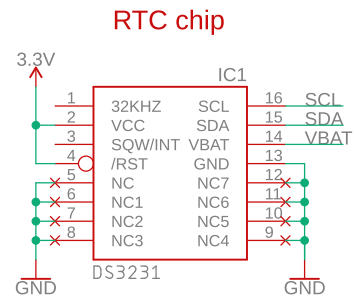 RTC chip
3.3V
IC1
1 32KHZ SCL 16 SCL
2 VCC SDA 15 SDA
3 SQW/INT VBAT 14 VBAT
4 /RST GND 13
5 NC NC7 12
6 NC1 NC6 11
7 NC2 NC5 10
8 NC3 NC4 9
DS3231
GND GND